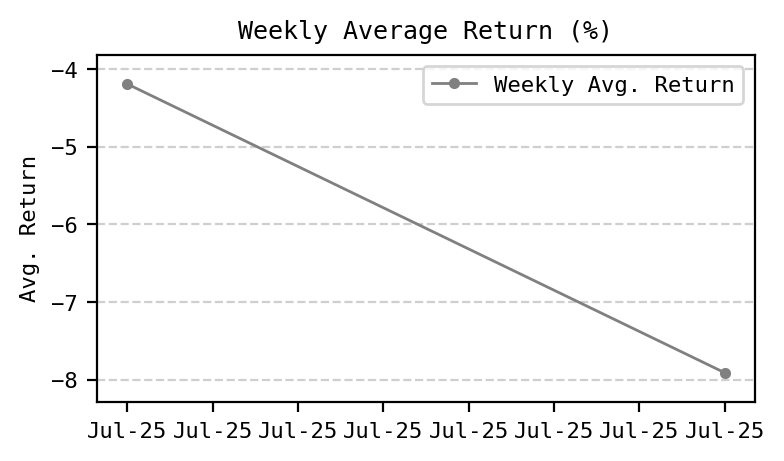 Weekly Average Return (%)
Weekly Avg. Return
Avg. Return
−4
−5
−6
−7
−8
Jul-25 Jul-25 Jul-25 Jul-25 Jul-25 Jul-25 Jul-25 Jul-25